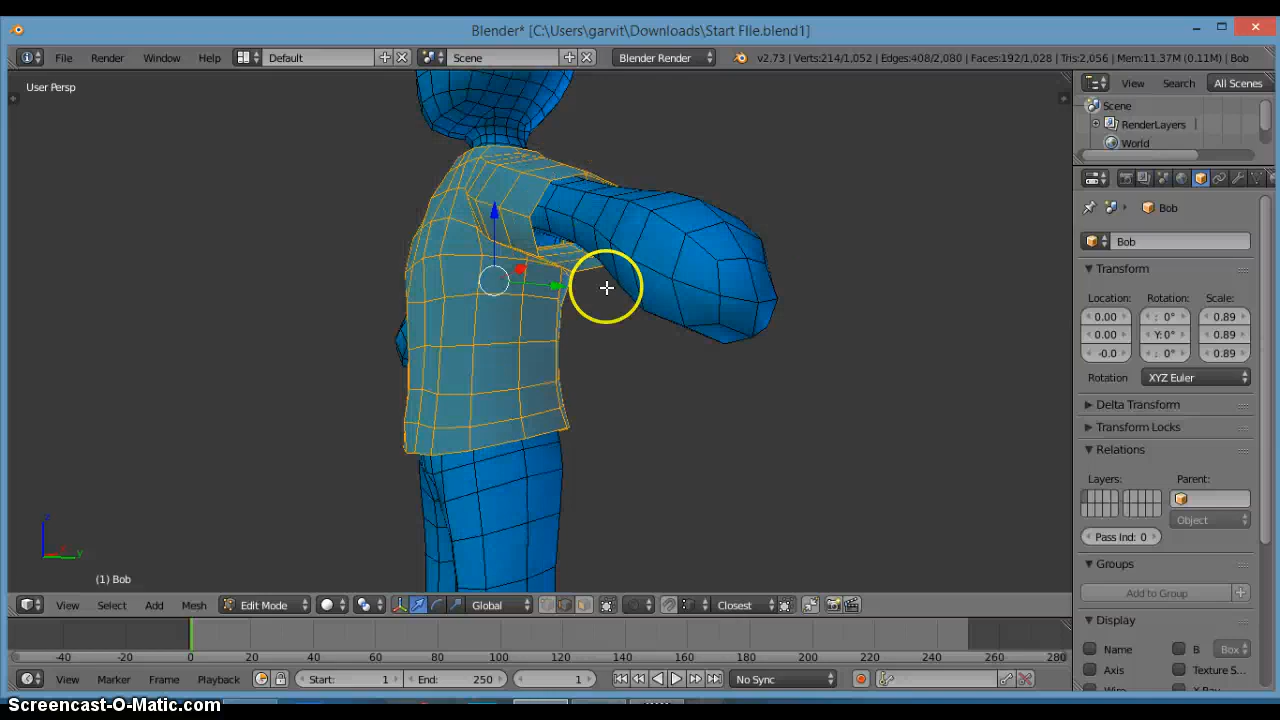 Blender* [C:\Users\garvit\Downloads\Start FIle.blend1]
File Render Window Help Default Scene Blender Render v2.73 | Verts:214/1,052 | Edges:408/2,080 | Faces:192/1,028 | Tris:2,056 | Mem:11.37M (0.11M) | Bob
User Persp
View Search All Scenes
Scene
RenderLayers
World
Bob
Bob
Transform
Location: Rotation: Scale:
0.00 : 0° 0.89
0.00 Y: 0° 0.89
-0.0 : 0° 0.89
Rotation XYZ Euler
Delta Transform
Transform Locks
Relations
Layers: Parent:
Object
Pass Ind: 0
Groups
Add to Group
Display
Name B Box
Axis Texture S...
z
y
(1) Bob
View Select Add Mesh Edit Mode Global Closest
-40 -20 0 20 40 60 80 100 120 140 160 180 200 220 240 260 280
View Marker Frame Playback Start: 1 End: 250 1 No Sync
Screencast-O-Matic.com